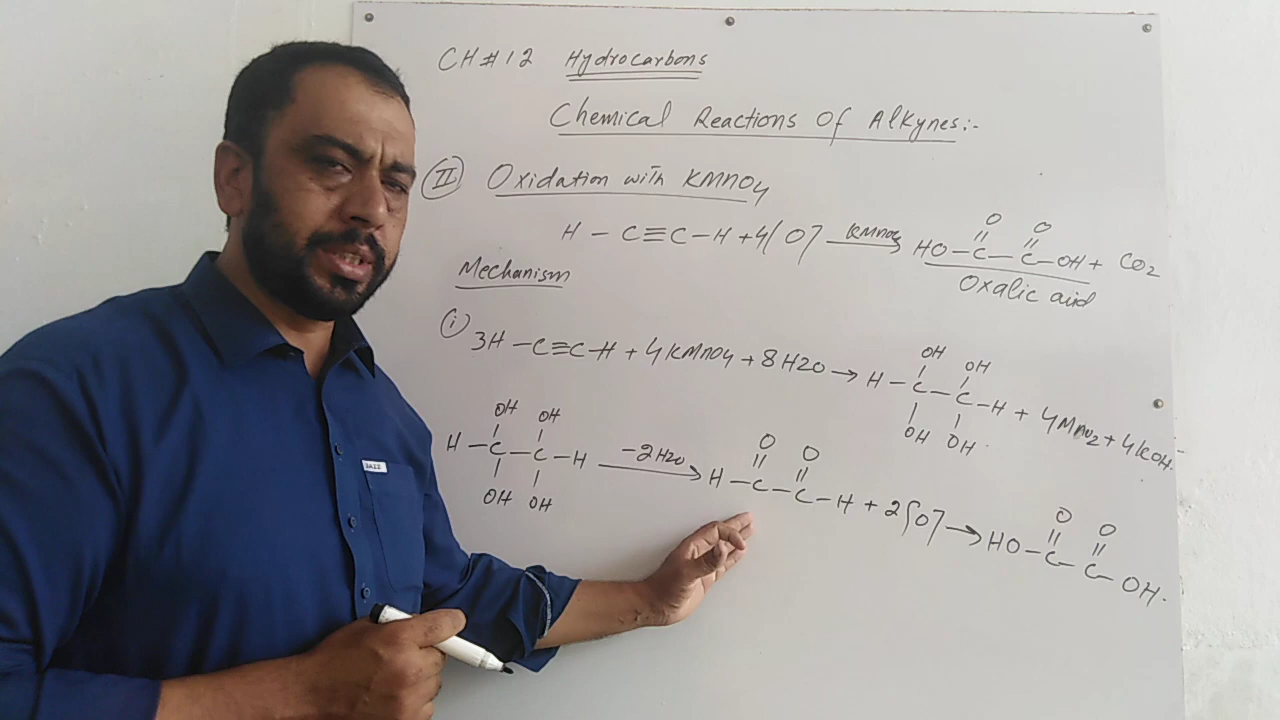 CH#12 Hydrocarbons
Chemical Reactions Of Alkynes:-
II Oxidation with KMnO4
H - C≡C-H + 4[O] KMnO4 → HO-C-C-OH + CO2
O O
Oxalic acid
Mechanism
i 3H-C≡C-H + 4KMnO4 + 8H2O → H-C-C-H + 4MnO2 + 4KOH
OH OH
OH OH
OH OH
H-C-C-H -2H2O → H-C-C-H + 2[O] → HO-C-C-OH.
OH OH
O O
O O